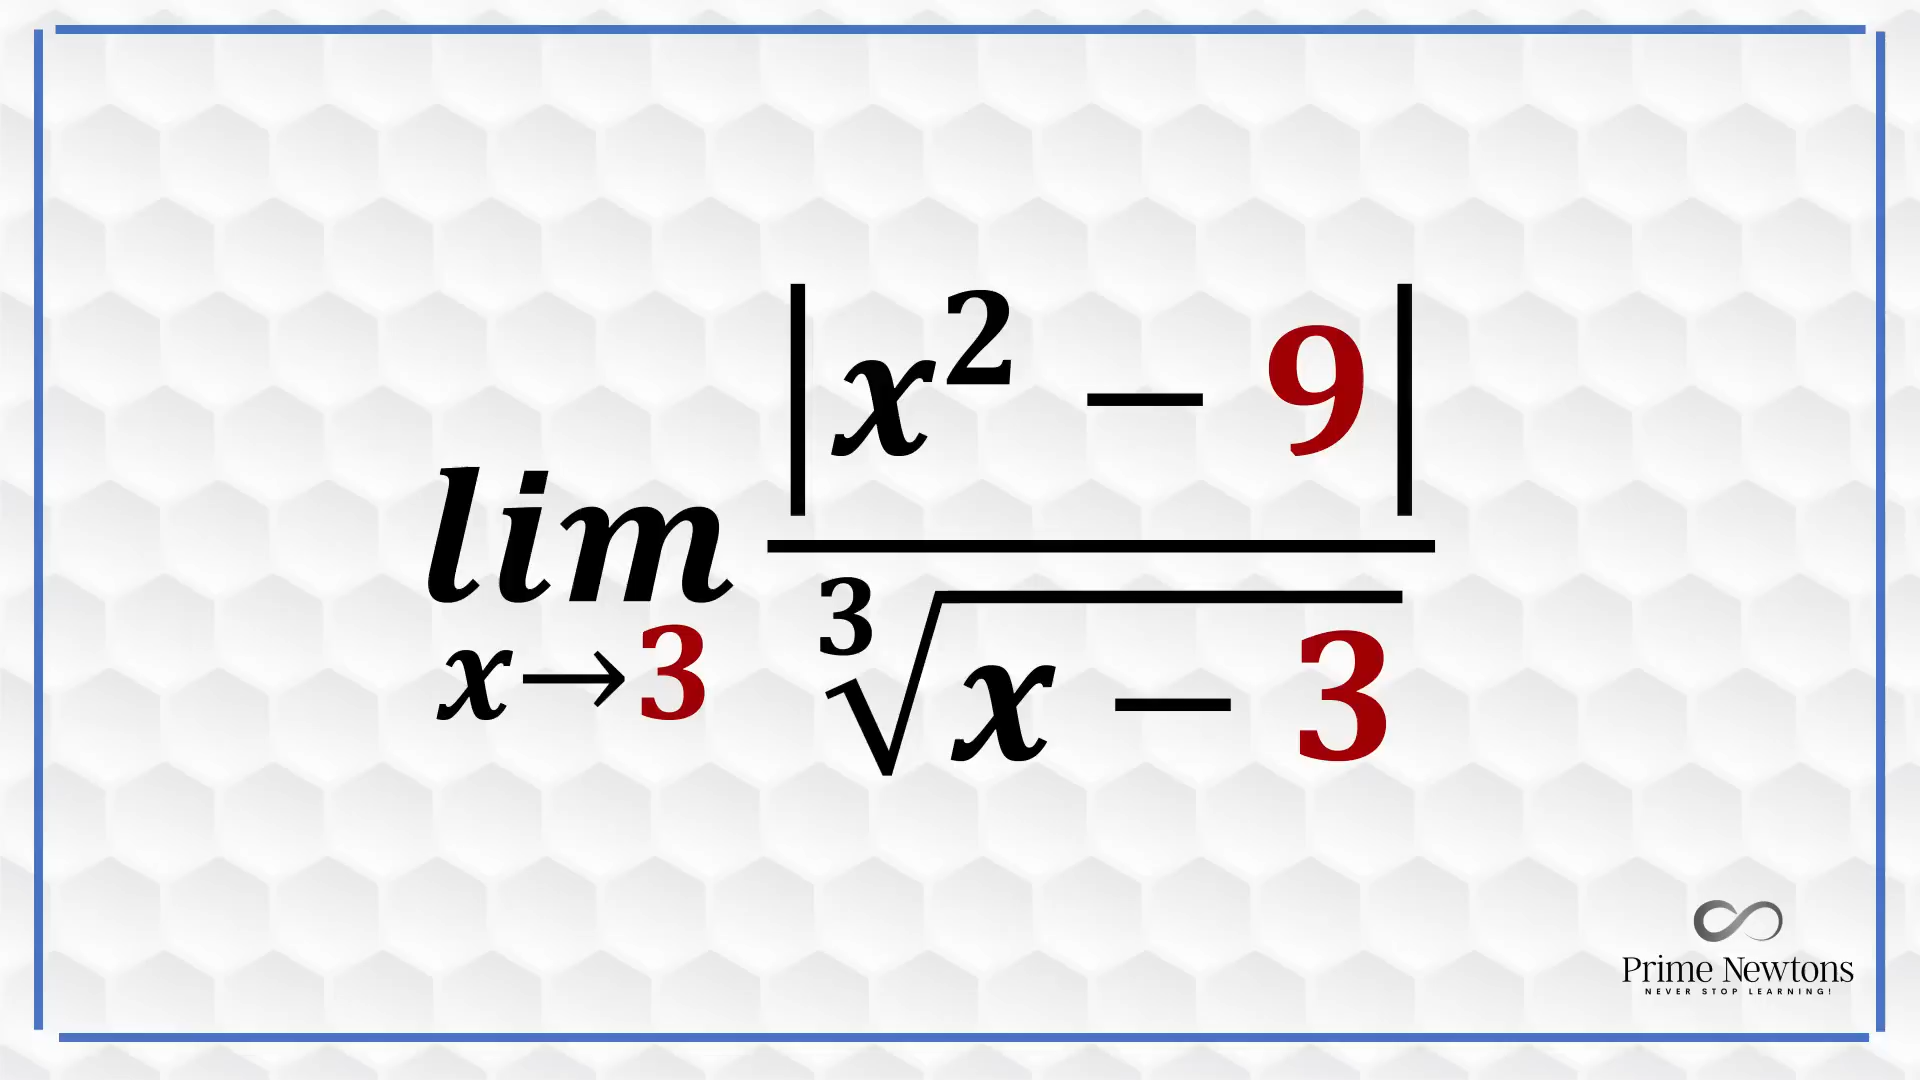 lim x→3 |x² − 9| / ∛(x − 3)
Prime Newtons
NEVER STOP LEARNING!